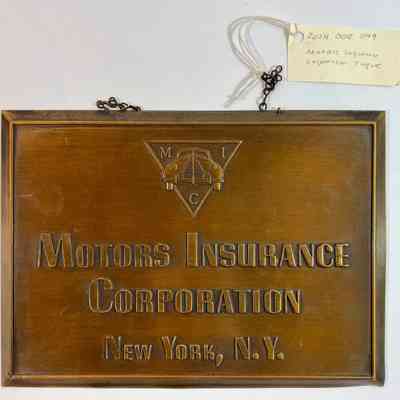 M I
C
MOTORS INSURANCE
CORPORATION
NEW YORK, N.Y.